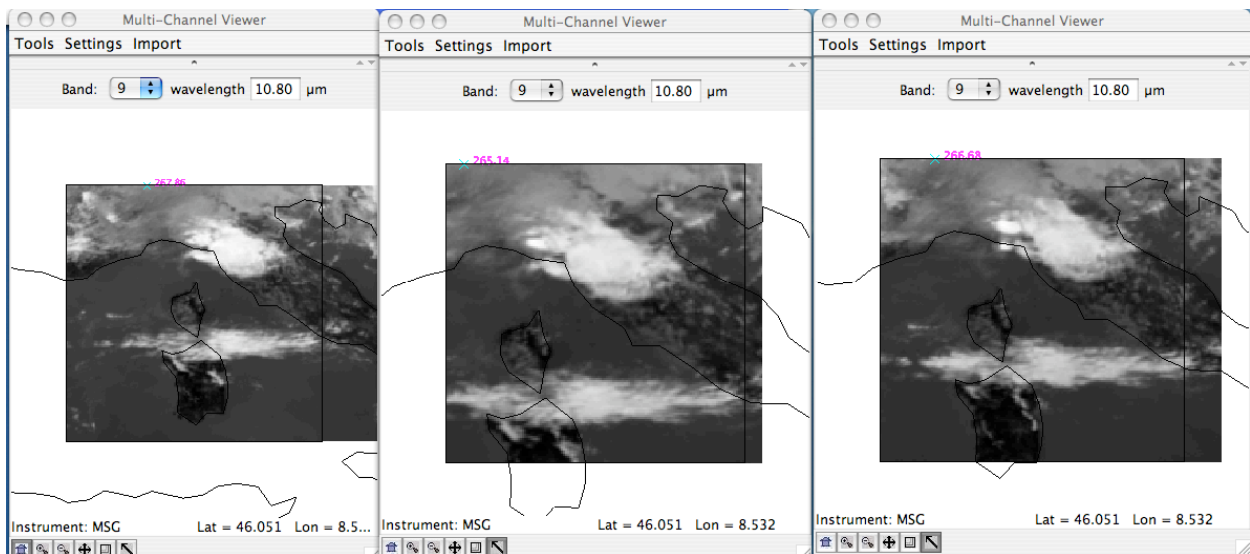 Multi-Channel Viewer
Tools Settings Import
Band: 9 wavelength 10.80 µm
267.86
Instrument: MSG Lat = 46.051 Lon = 8.5...
Multi-Channel Viewer
Tools Settings Import
Band: 9 wavelength 10.80 µm
265.14
Instrument: MSG Lat = 46.051 Lon = 8.532
Multi-Channel Viewer
Tools Settings Import
Band: 9 wavelength 10.80 µm
266.68
Instrument: MSG Lat = 46.051 Lon = 8.532